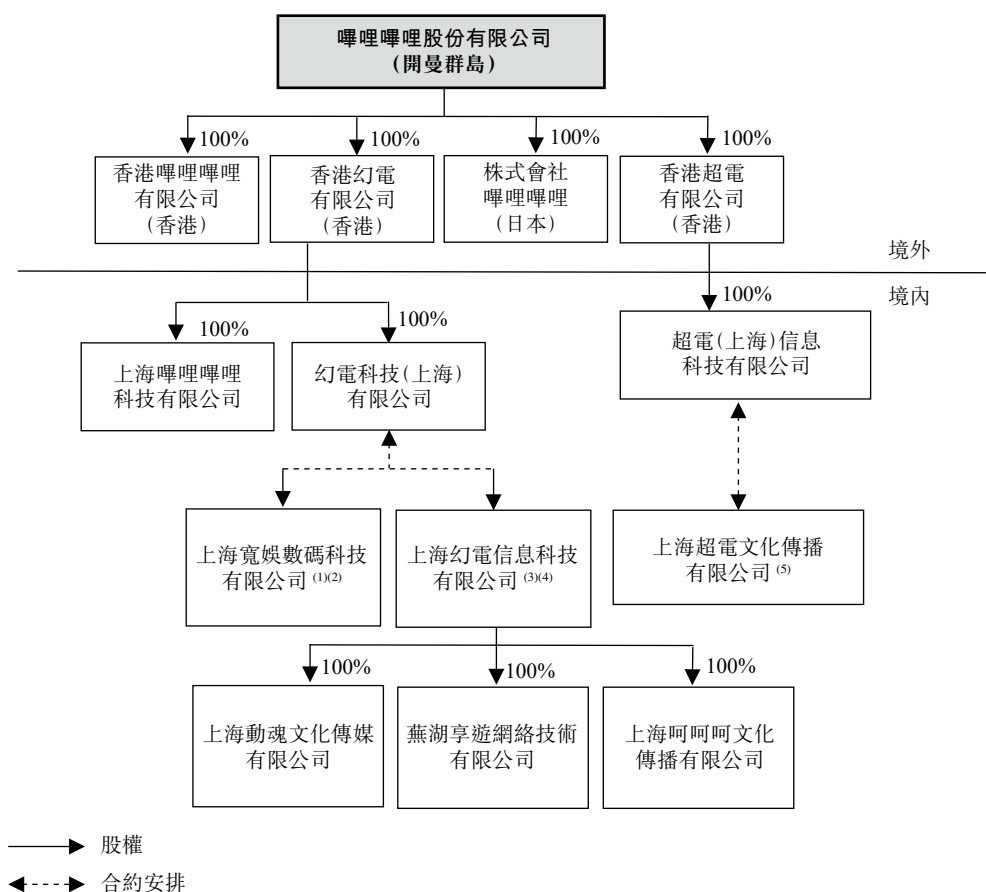 嗶哩嗶哩股份有限公司
(開曼群島)
100%
100%
100%
100%
香港嗶哩嗶哩
有限公司
(香港)
香港幻電
有限公司
(香港)
株式會社
嗶哩嗶哩
(日本)
香港超電
有限公司
(香港)
境外
境內
100%
100%
100%
上海嗶哩嗶哩
科技有限公司
幻電科技(上海)
有限公司
超電(上海)信息
科技有限公司
上海寬娛數碼科技
有限公司 (1)(2)
上海幻電信息科技
有限公司 (3)(4)
上海超電文化傳播
有限公司 (5)
100%
100%
100%
上海動魂文化傳媒
有限公司
蕪湖享遊網絡技術
有限公司
上海呵呵呵文化
傳播有限公司
股權
合約安排